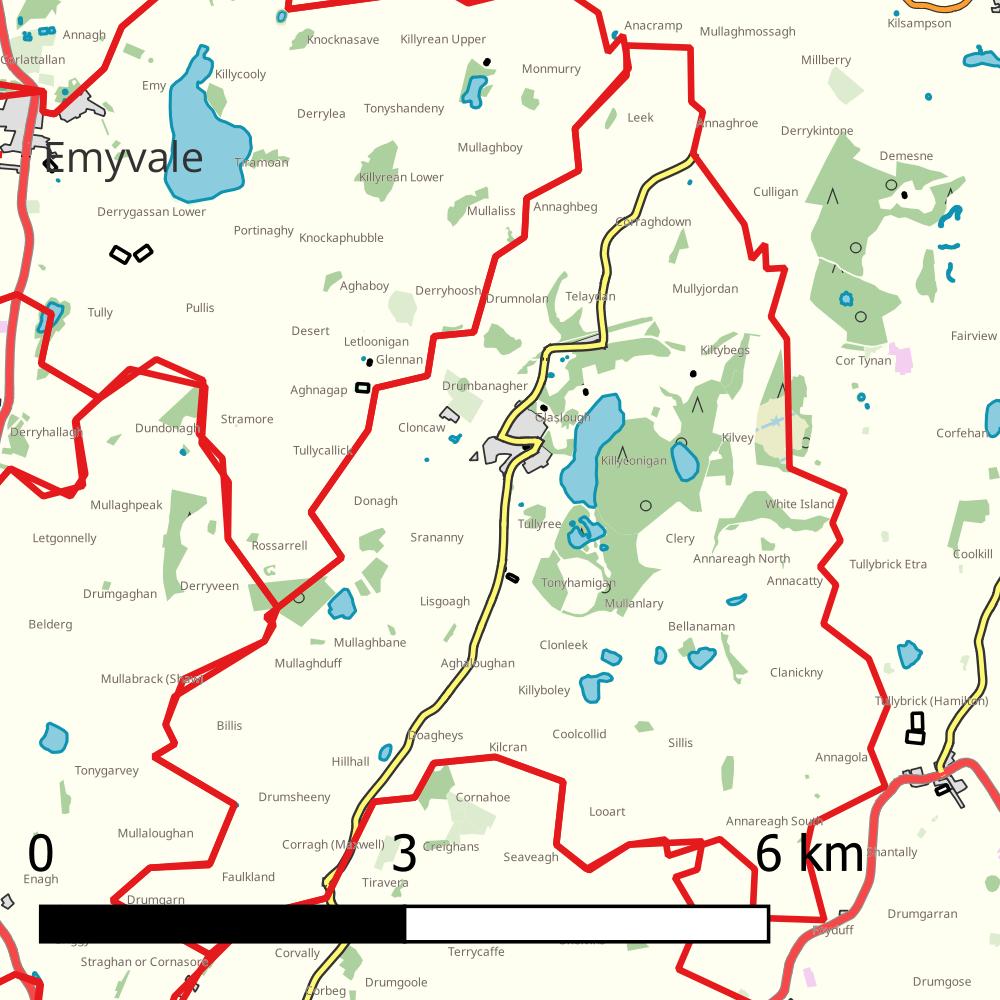 Kilsampson
Anacramp
Mullaghmossagh
Annagh
Knocknasave
Killyrean Upper
Corlattallan
Millberry
Killycooly
Monmurry
Emy
Tonyshandeny
Derrylea
Leek
Annaghroe
Derrykintone
Mullaghboy
Emyvale
Tiramoan
Demesne
Killyrean Lower
Culligan
Derrygassan Lower
Mullaliss
Annaghbeg
Corraghdown
Portinaghy
Knockaphubble
Aghaboy
Derryhoosh
Drumnolan
Telaydan
Mullyjordan
Tully
Pullis
Desert
Letloonigan
Fairview
Kiltybegs
Glennan
Cor Tynan
Aghnagap
Drumbanagher
Stramore
Glaslough
Dundonagh
Cloncaw
Derryhallagh
Corfehan
Kilvey
Tullycallick
Killyconigan
Donagh
Mullaghpeak
White Island
Tullyree
Letgonnelly
Srananny
Clery
Rossarrell
Annareagh North
Coolkill
Tullybrick Etra
Annacatty
Derryveen
Tonyhamigan
Drumgaghan
Lisgoagh
Mullanlary
Belderg
Bellanaman
Mullaghbane
Clonleek
Mullaghduff
Aghaloughan
Clanickny
Mullabrack (Shaw)
Killyboley
Tullybrick (Hamilton)
Billis
Doagheys
Coolcollid
Sillis
Kilcran
Hillhall
Annagola
Tonygarvey
Drumsheeny
Cornahoe
Looart
Annareagh South
Mullaloughan
Corragh (Maxwell)
Creighans
0 3 6 km
Seaveagh
Shantally
Enagh
Faulkland
Tiravera
Drumgarn
Drumgarran
Corvally
Terrycaffe
Straghan or Cornasore
Drumgoole
Drumgose
Corbeg